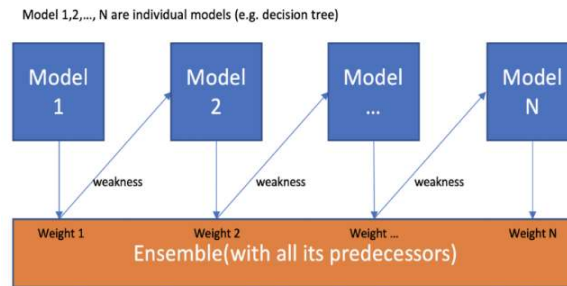 Model 1,2,..., N are individual models (e.g. decision tree)
Model
1
Model
2
Model
...
Model
N
weakness
weakness
weakness
Weight 1
Weight 2
Weight ...
Weight N
Ensemble(with all its predecessors)